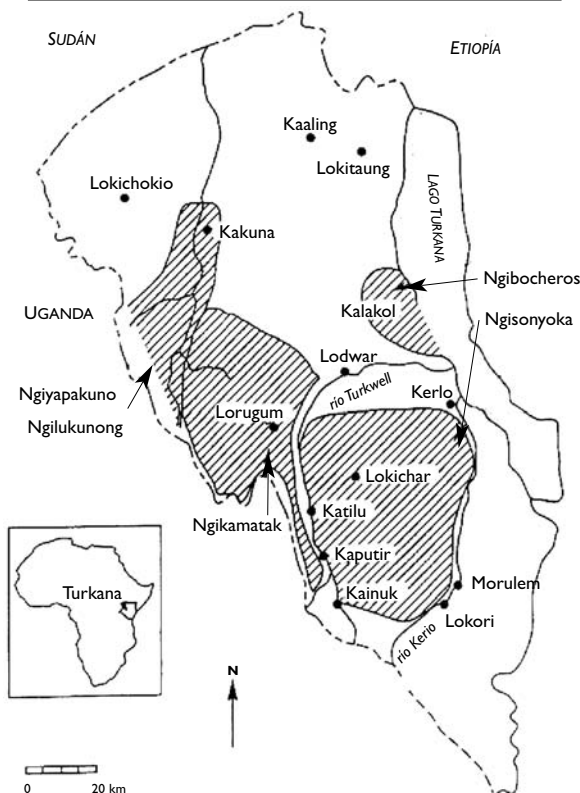 SUDÁN
ETIOPÍA
Kaaling
Lokitaung
Lokichokio
LAGO TURKANA
Kakuna
Ngibocheros
Kalakol
UGANDA
Ngisonyoka
Lodwar
río Turkwell
Ngiyapakuno
Kerlo
Ngilukunong
Lorugum
Lokichar
Katilu
Ngikamatak
Kaputir
Turkana
Kainuk
Morulem
Lokori
río Kerio
N
0 20 km